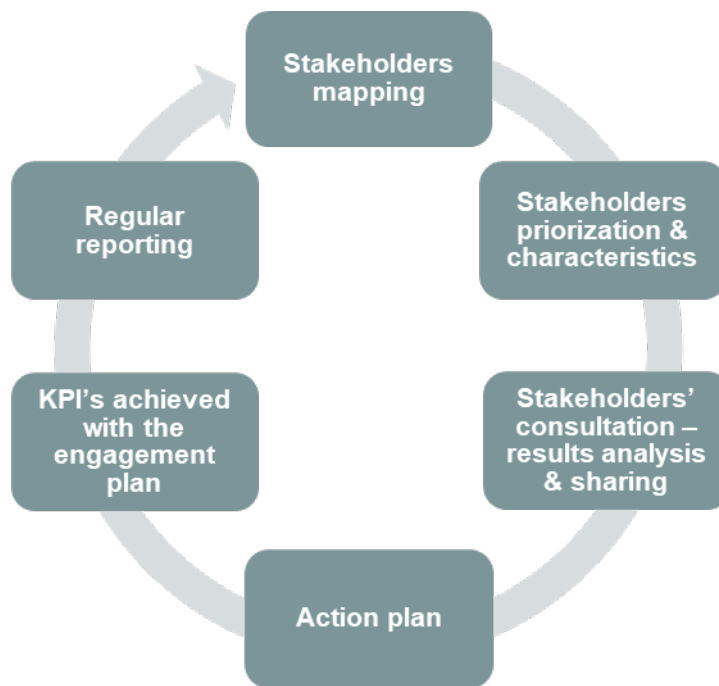 Stakeholders
mapping
Stakeholders
priorization &
characteristics
Stakeholders’
consultation –
results analysis
& sharing
Action plan
KPI’s achieved
with the
engagement
plan
Regular
reporting